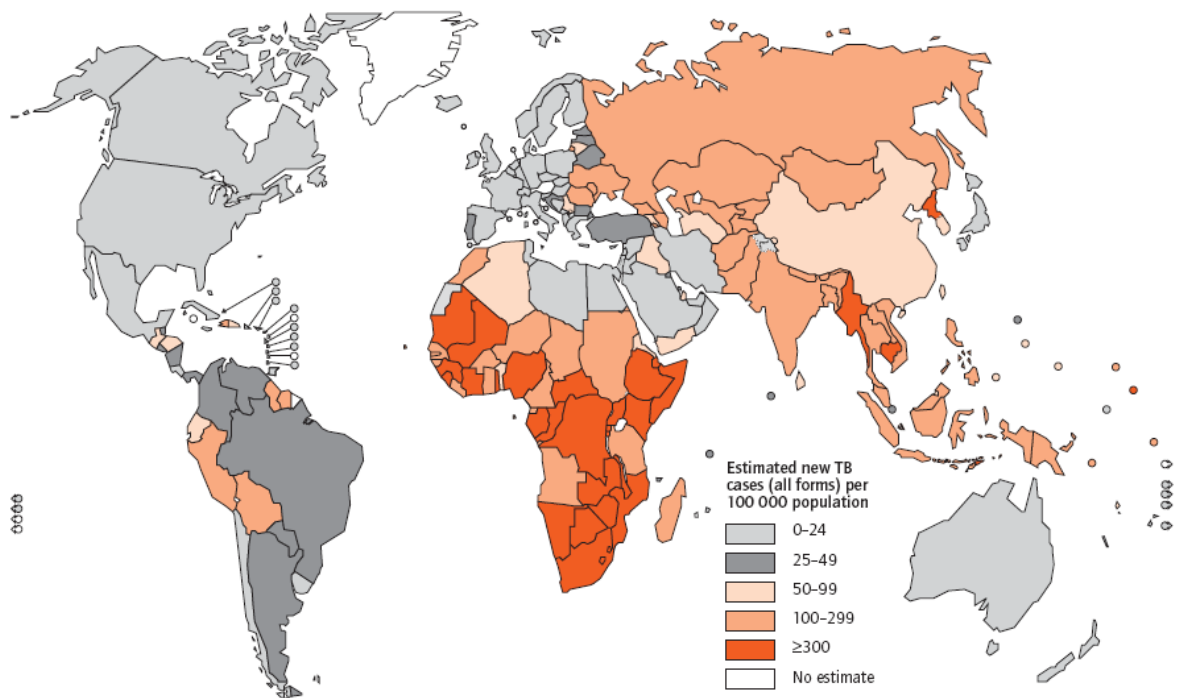 Estimated new TB
cases (all forms) per
100 000 population
0–24
25–49
50–99
100–299
≥300
No estimate